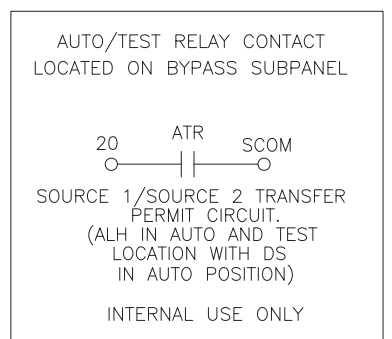 AUTO/TEST RELAY CONTACT
LOCATED ON BYPASS SUBPANEL
20 ATR SCOM
SOURCE 1/SOURCE 2 TRANSFER
PERMIT CIRCUIT.
(ALH IN AUTO AND TEST
LOCATION WITH DS
IN AUTO POSITION)
INTERNAL USE ONLY